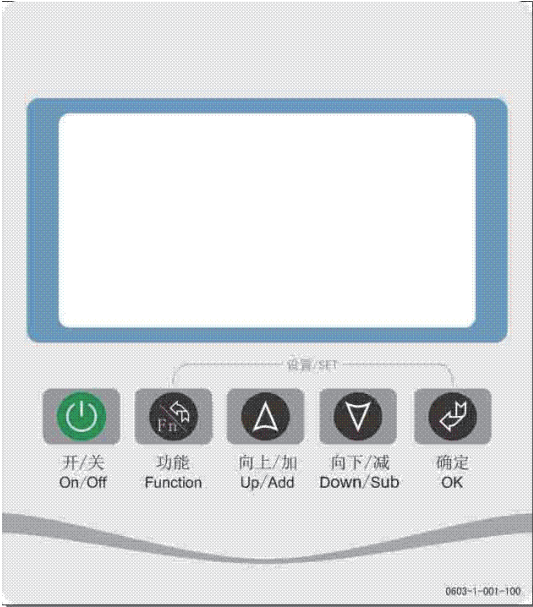 设置/SET
Fn
开/关 功能 向上/加 向下/减 确定
On/Off Function Up/Add Down/Sub OK
0603-1-001-100